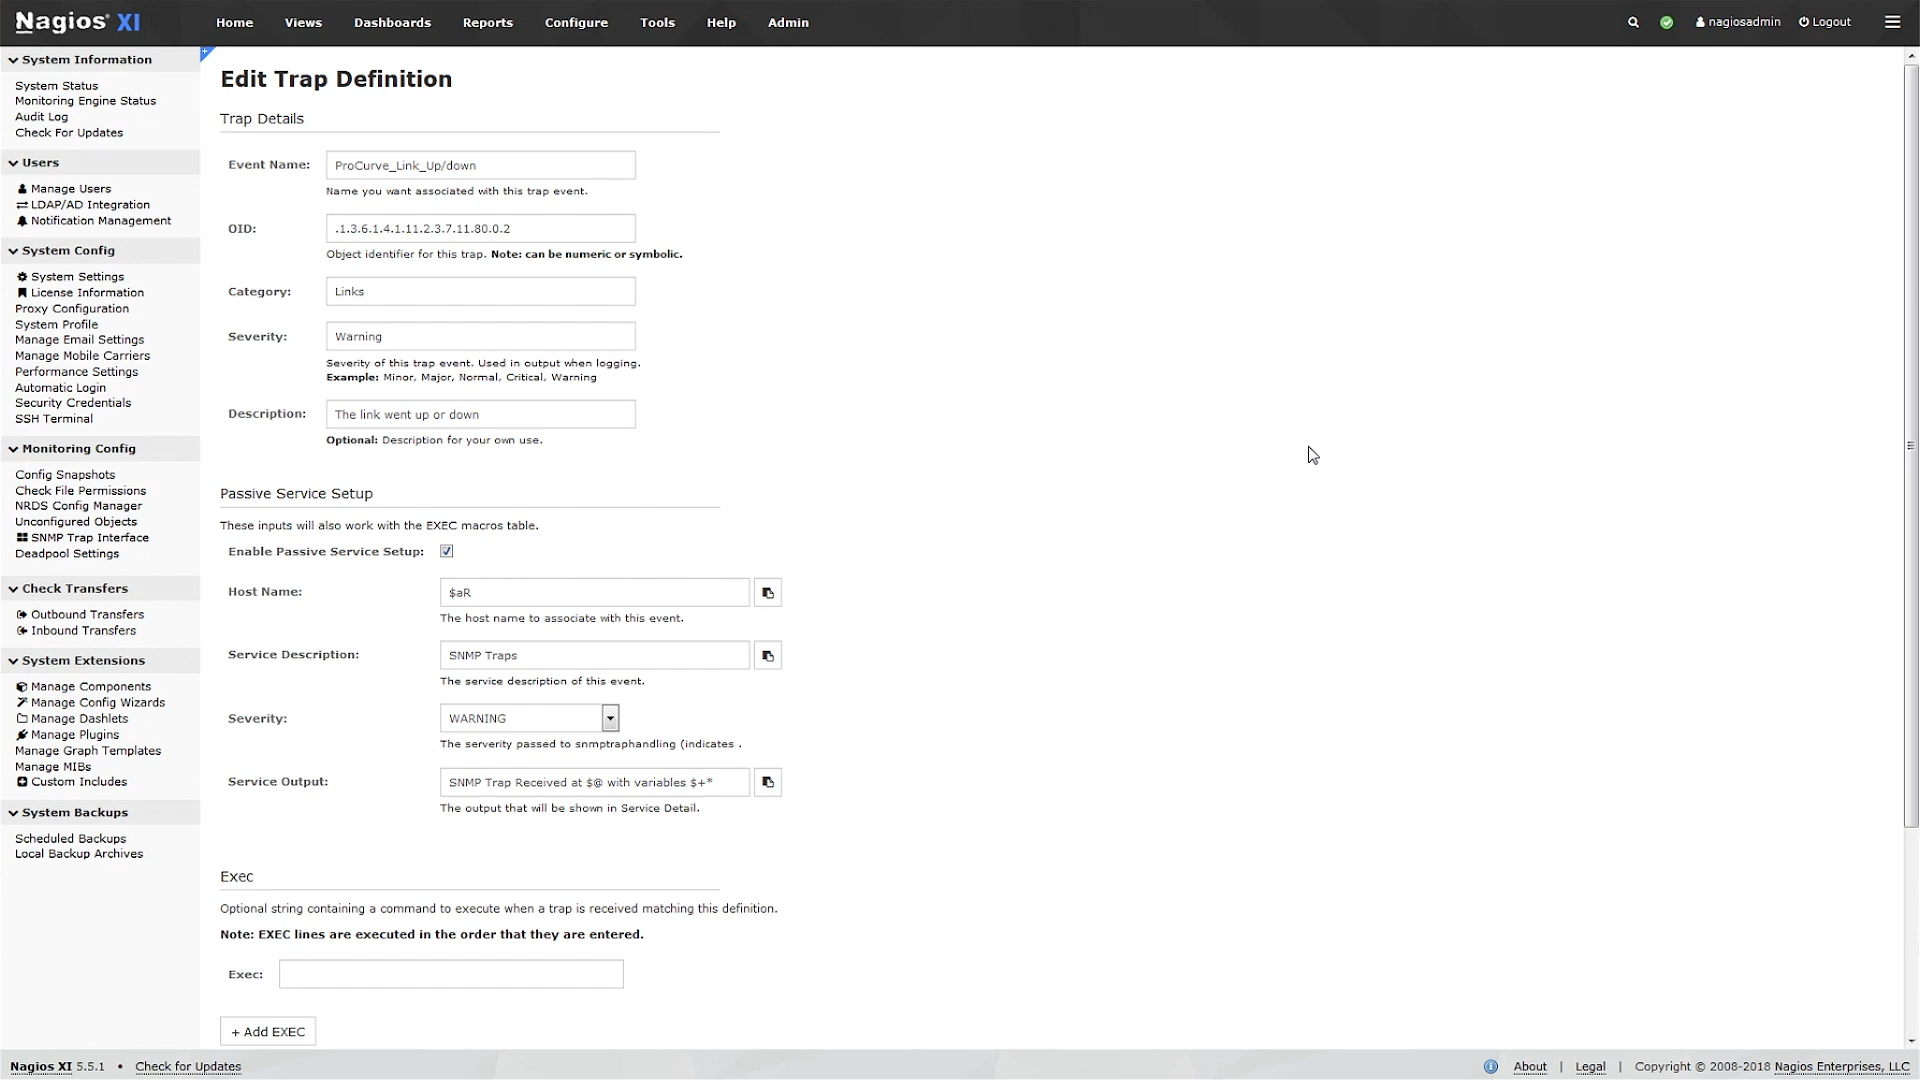 Nagios® XI
Home Views Dashboards Reports Configure Tools Help Admin
nagiosadmin Logout
System Information
System Status
Monitoring Engine Status
Audit Log
Check For Updates
Users
Manage Users
LDAP/AD Integration
Notification Management
System Config
System Settings
License Information
Proxy Configuration
System Profile
Manage Email Settings
Manage Mobile Carriers
Performance Settings
Automatic Login
Security Credentials
SSH Terminal
Monitoring Config
Config Snapshots
Check File Permissions
NRDS Config Manager
Unconfigured Objects
SNMP Trap Interface
Deadpool Settings
Check Transfers
Outbound Transfers
Inbound Transfers
System Extensions
Manage Components
Manage Config Wizards
Manage Dashlets
Manage Plugins
Manage Graph Templates
Manage MIBs
Custom Includes
System Backups
Scheduled Backups
Local Backup Archives
Edit Trap Definition
Trap Details
Event Name: ProCurve_Link_Up/down
Name you want associated with this trap event.
OID: .1.3.6.1.4.1.11.2.3.7.11.80.0.2
Object identifier for this trap. Note: can be numeric or symbolic.
Category: Links
Severity: Warning
Severity of this trap event. Used in output when logging.
Example: Minor, Major, Normal, Critical, Warning
Description: The link went up or down
Optional: Description for your own use.
Passive Service Setup
These inputs will also work with the EXEC macros table.
Enable Passive Service Setup:
Host Name: $aR
The host name to associate with this event.
Service Description: SNMP Traps
The service description of this event.
Severity: WARNING
The serverity passed to snmptraphandling (indicates .
Service Output: SNMP Trap Received at $@ with variables $+*
The output that will be shown in Service Detail.
Exec
Optional string containing a command to execute when a trap is received matching this definition.
Note: EXEC lines are executed in the order that they are entered.
Exec:
+ Add EXEC
Nagios XI 5.5.1 • Check for Updates
About | Legal | Copyright © 2008-2018 Nagios Enterprises, LLC